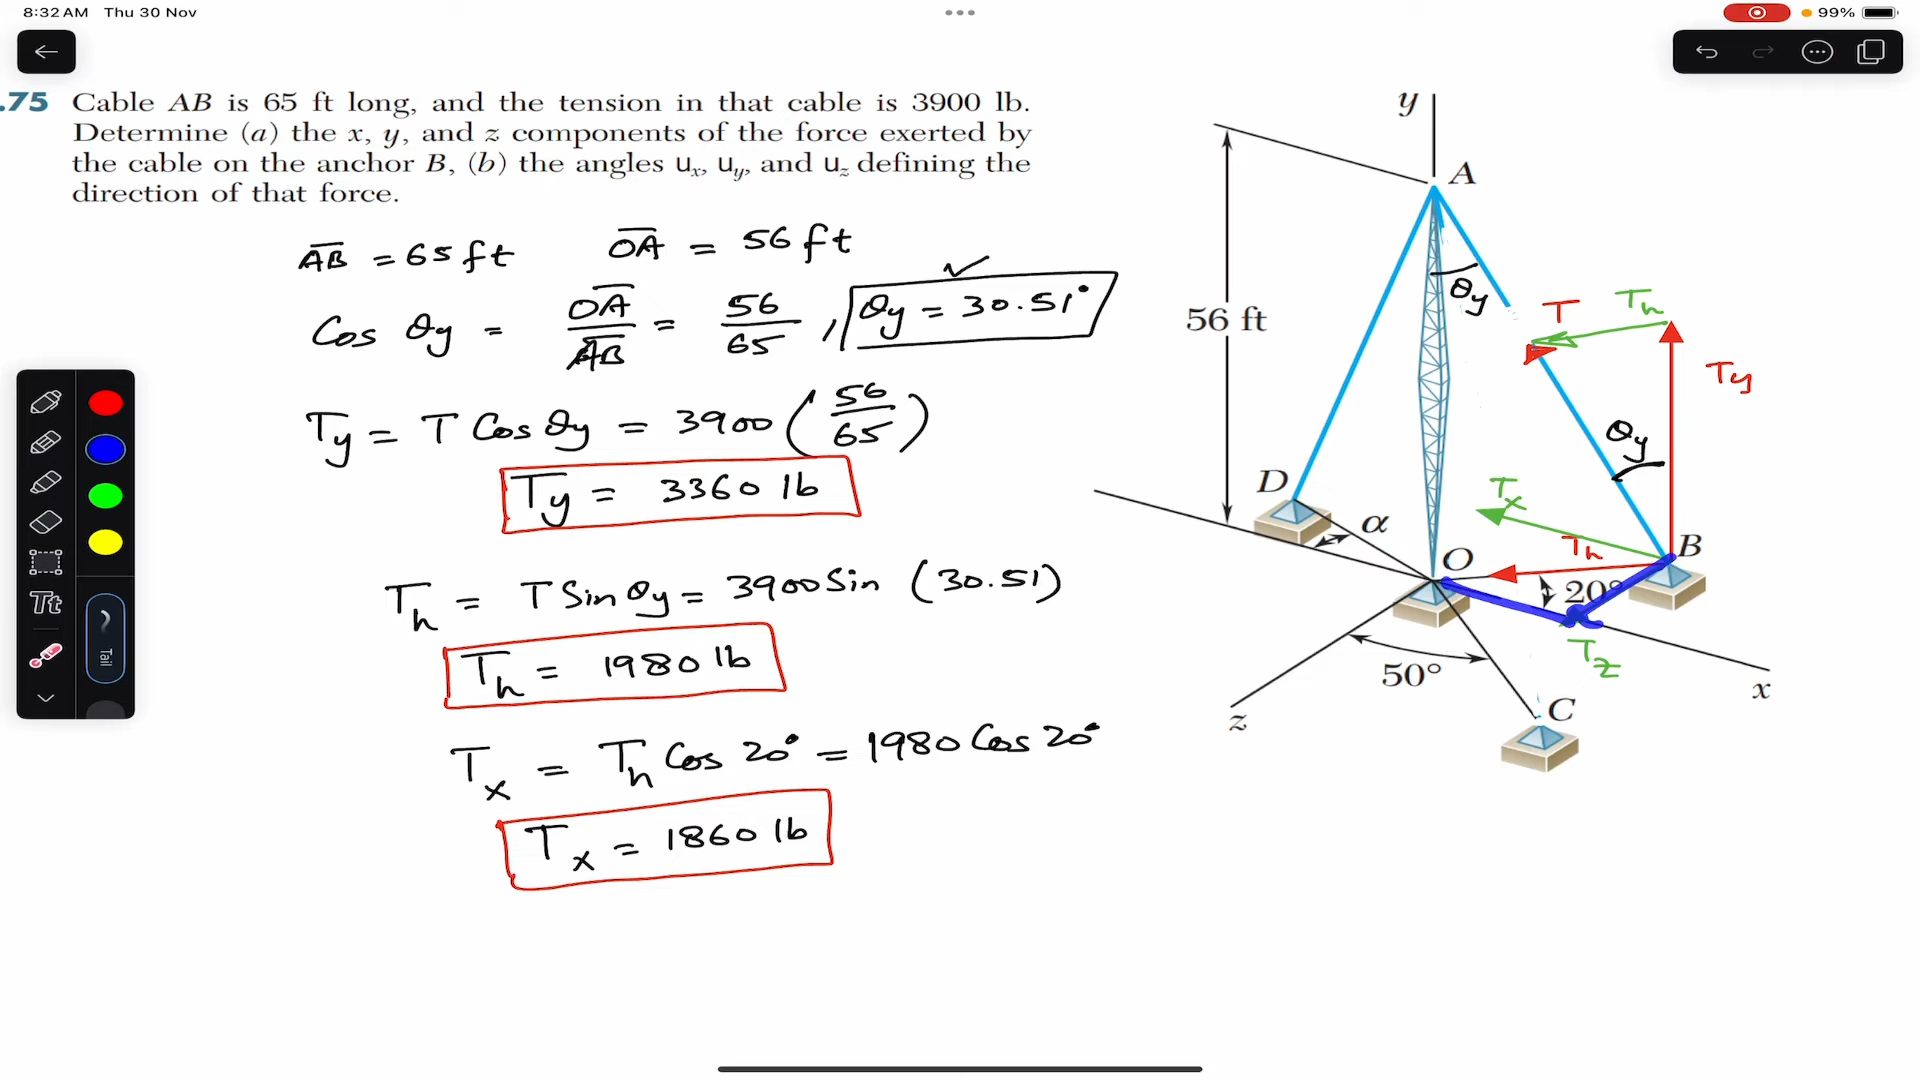 8:32 AM Thu 30 Nov
99%
.75 Cable AB is 65 ft long, and the tension in that cable is 3900 lb.
Determine (a) the x, y, and z components of the force exerted by
the cable on the anchor B, (b) the angles uₓ, u_y, and u_z defining the
direction of that force.
AB = 65 ft OA = 56 ft
Cos θy = OA/AB = 56/65, θy = 30.51°
Ty = T Cos θy = 3900 (56/65)
Ty = 3360 lb
Th = T Sin θy = 3900 Sin (30.51)
Th = 1980 lb
Tx = Th Cos 20° = 1980 Cos 20°
Tx = 1860 lb
Tt
Tail
y
A
θy
56 ft
T
Th
Ty
θy
D
α
Tx
O
Th
B
20°
Tz
50°
x
z
C